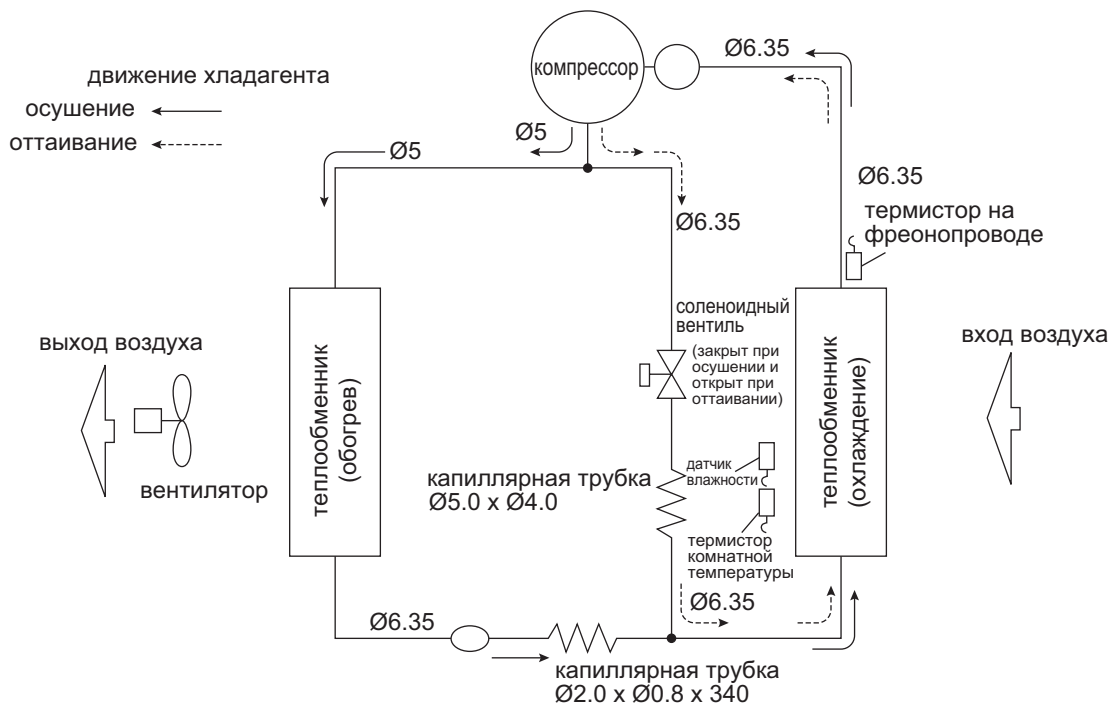 компрессор
Ø6.35
движение хладагента
осушение
оттаивание
Ø5
Ø5
Ø6.35
Ø6.35
термистор на
фреонопроводе
соленоидный
вентиль
(закрыт при
осушении и
открыт при
оттаивании)
выход воздуха
вентилятор
теплообменник
(обогрев)
капиллярная трубка
Ø5.0 x Ø4.0
датчик
влажности
термистор
комнатной
температуры
теплообменник
(охлаждение)
вход воздуха
Ø6.35
Ø6.35
капиллярная трубка
Ø2.0 x Ø0.8 x 340